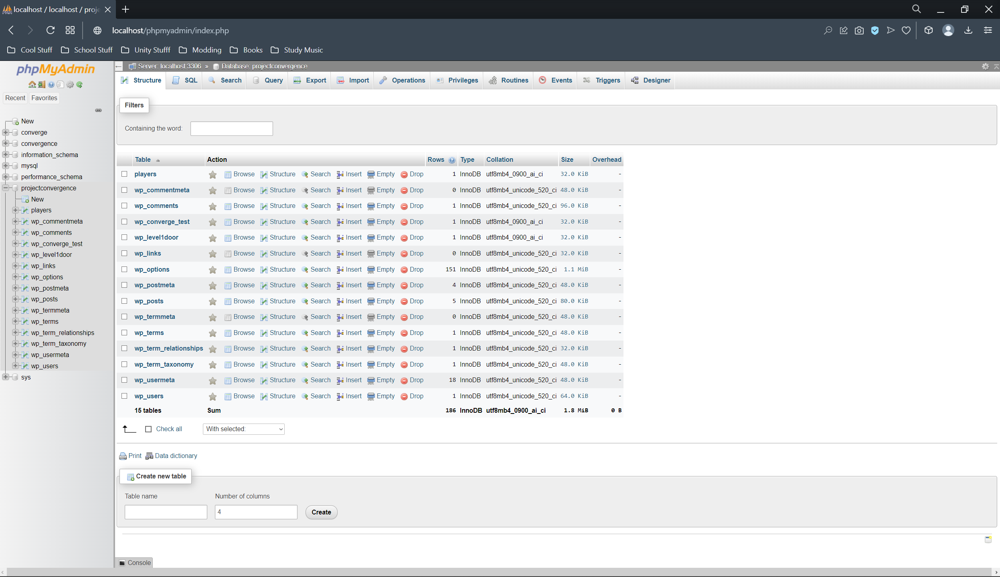 localhost / localhost / proje
localhost/phpmyadmin/index.php
Cool Stuff School Stuff Unity Stufff Modding Books Study Music
phpMyAdmin
Recent Favorites
New
converge
convergence
information_schema
mysql
performance_schema
projectconvergence
New
players
wp_commentmeta
wp_comments
wp_converge_test
wp_level1door
wp_links
wp_options
wp_postmeta
wp_posts
wp_termmeta
wp_terms
wp_term_relationships
wp_term_taxonomy
wp_usermeta
wp_users
sys
Server: localhost:3306 » Database: projectconvergence
Structure SQL Search Query Export Import Operations Privileges Routines Events Triggers Designer
Filters
Containing the word:
Table Action Rows Type Collation Size Overhead
players Browse Structure Search Insert Empty Drop 1 InnoDB utf8mb4_0900_ai_ci 32.0 KiB -
wp_commentmeta Browse Structure Search Insert Empty Drop 0 InnoDB utf8mb4_unicode_520_ci 48.0 KiB -
wp_comments Browse Structure Search Insert Empty Drop 1 InnoDB utf8mb4_unicode_520_ci 96.0 KiB -
wp_converge_test Browse Structure Search Insert Empty Drop 1 InnoDB utf8mb4_0900_ai_ci 32.0 KiB -
wp_level1door Browse Structure Search Insert Empty Drop 1 InnoDB utf8mb4_0900_ai_ci 32.0 KiB -
wp_links Browse Structure Search Insert Empty Drop 0 InnoDB utf8mb4_unicode_520_ci 32.0 KiB -
wp_options Browse Structure Search Insert Empty Drop 151 InnoDB utf8mb4_unicode_520_ci 1.1 MiB -
wp_postmeta Browse Structure Search Insert Empty Drop 4 InnoDB utf8mb4_unicode_520_ci 48.0 KiB -
wp_posts Browse Structure Search Insert Empty Drop 5 InnoDB utf8mb4_unicode_520_ci 80.0 KiB -
wp_termmeta Browse Structure Search Insert Empty Drop 0 InnoDB utf8mb4_unicode_520_ci 48.0 KiB -
wp_terms Browse Structure Search Insert Empty Drop 1 InnoDB utf8mb4_unicode_520_ci 48.0 KiB -
wp_term_relationships Browse Structure Search Insert Empty Drop 1 InnoDB utf8mb4_unicode_520_ci 32.0 KiB -
wp_term_taxonomy Browse Structure Search Insert Empty Drop 1 InnoDB utf8mb4_unicode_520_ci 48.0 KiB -
wp_usermeta Browse Structure Search Insert Empty Drop 18 InnoDB utf8mb4_unicode_520_ci 48.0 KiB -
wp_users Browse Structure Search Insert Empty Drop 1 InnoDB utf8mb4_unicode_520_ci 64.0 KiB -
15 tables Sum 186 InnoDB utf8mb4_0900_ai_ci 1.8 MiB 0 B
Check all With selected:
Print Data dictionary
Create new table
Table name Number of columns
4 Create
Console